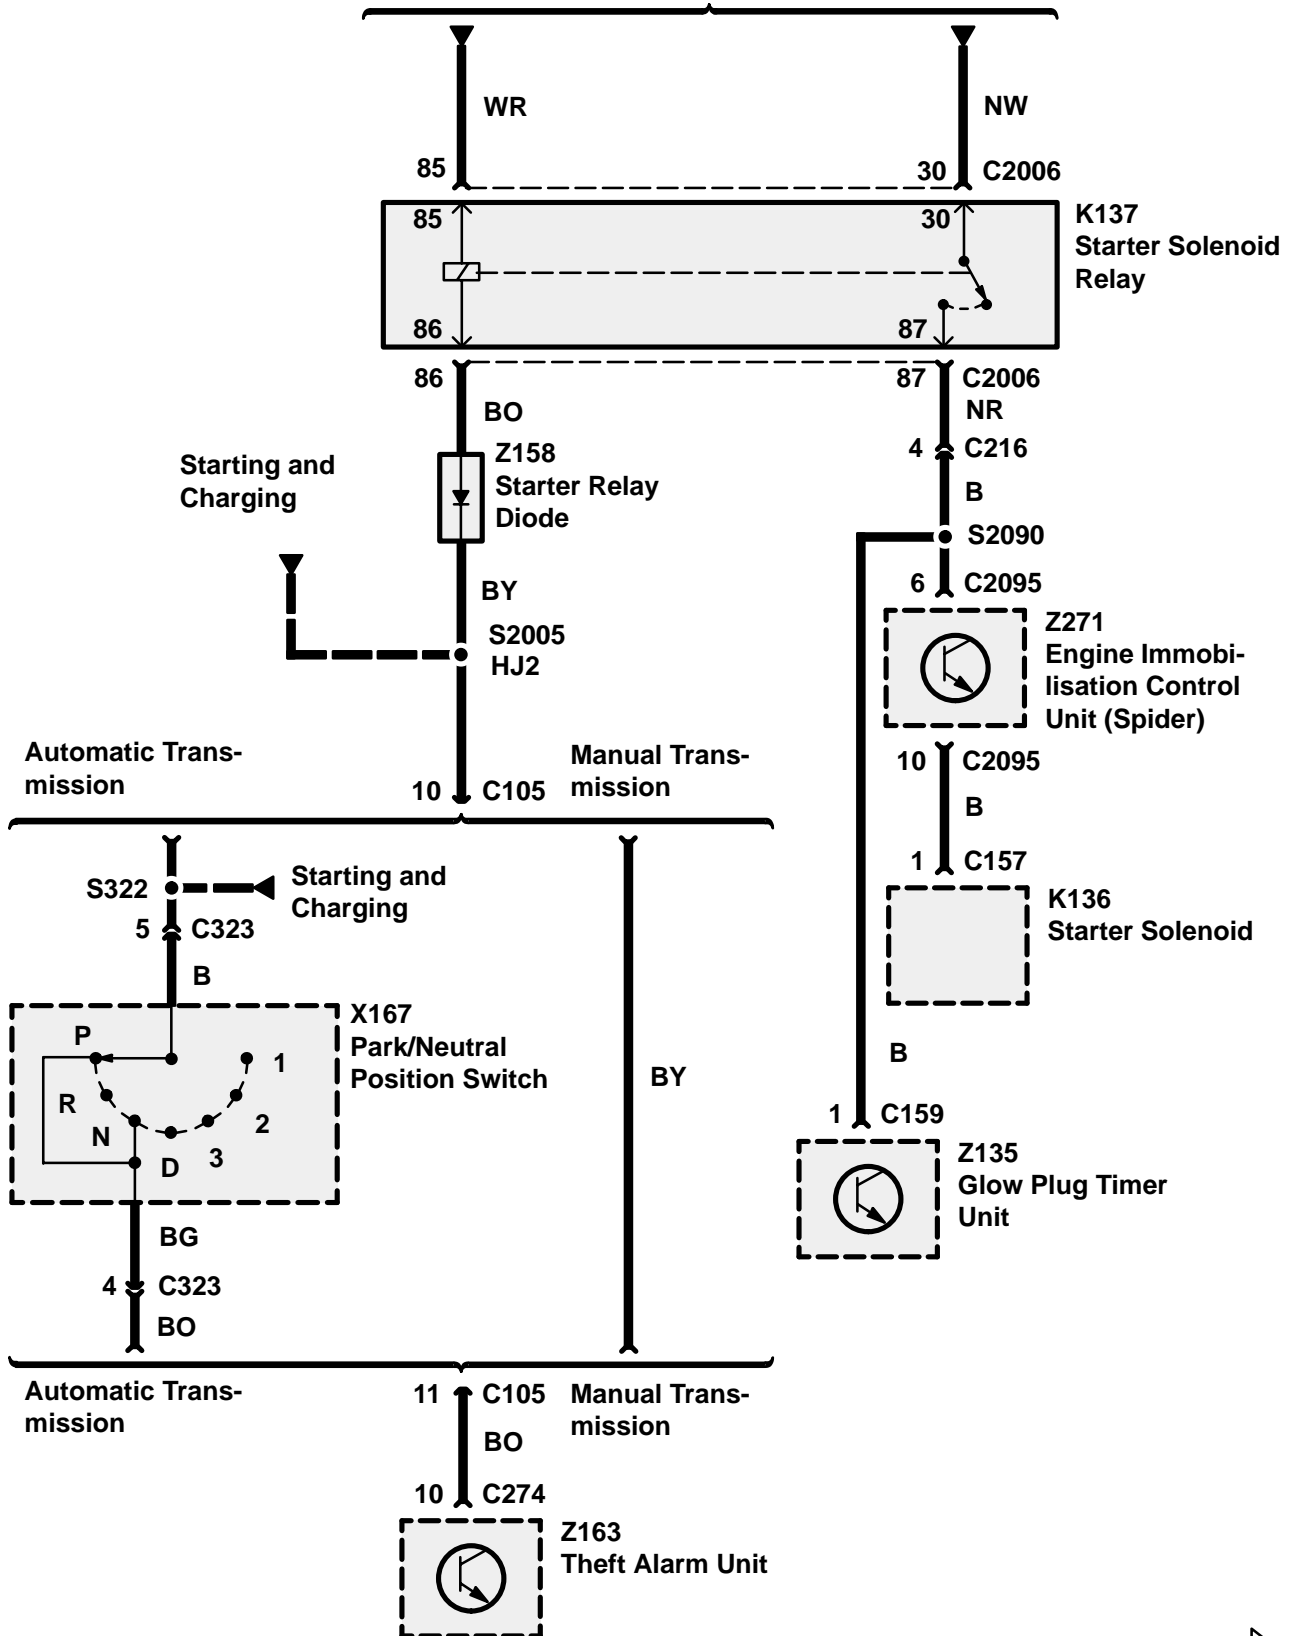 WR
NW
85
30 C2006
85
30
K137
Starter Solenoid
Relay
86
87
86
87 C2006
BO
NR
4 C216
Z158
Starter Relay
Diode
Starting and
Charging
B
S2090
BY
6 C2095
S2005
HJ2
Z271
Engine Immobi-
lisation Control
Unit (Spider)
Automatic Trans-
mission
Manual Trans-
mission
10 C105
10 C2095
B
1 C157
S322
Starting and
Charging
5 C323
K136
Starter Solenoid
B
X167
Park/Neutral
Position Switch
P
1
R
2
N
3
D
BY
B
1 C159
Z135
Glow Plug Timer
Unit
BG
4 C323
BO
Automatic Trans-
mission
11 C105
Manual Trans-
mission
BO
10 C274
Z163
Theft Alarm Unit